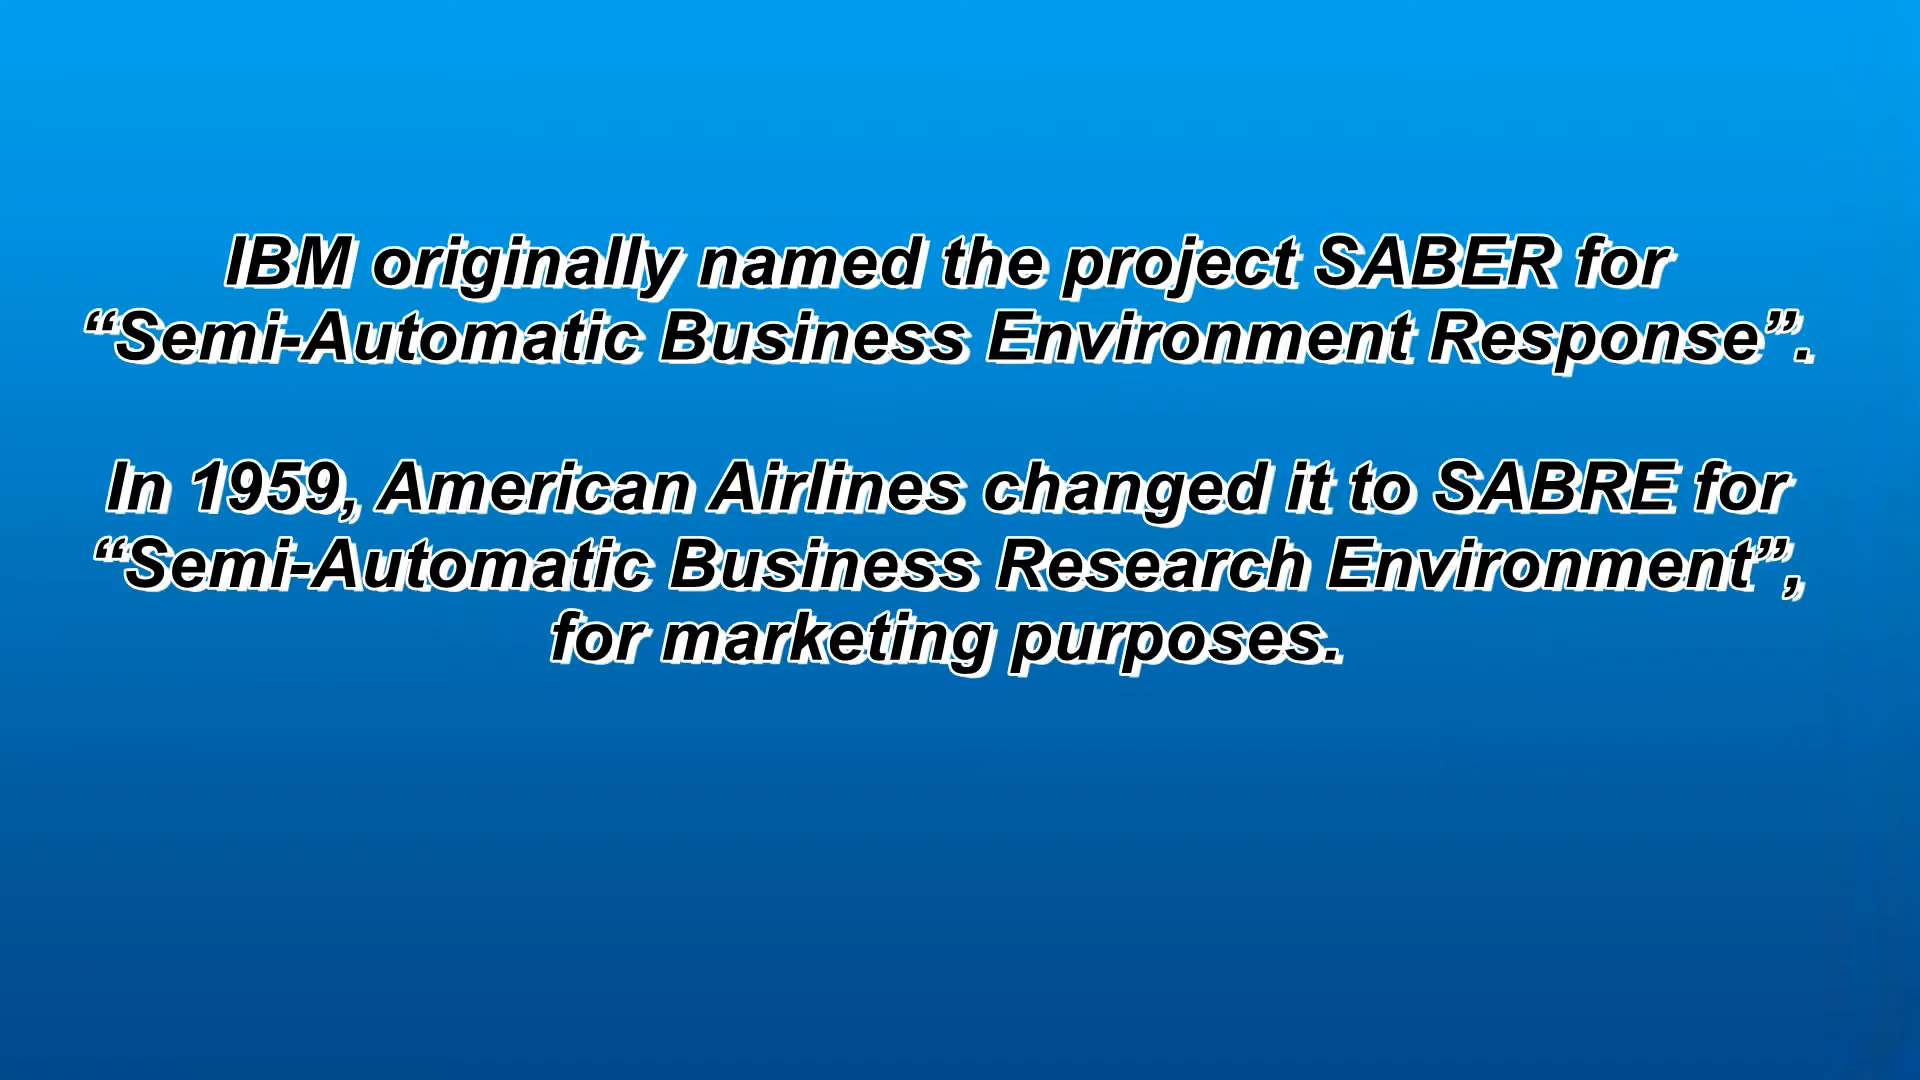 IBM originally named the project SABER for
“Semi-Automatic Business Environment Response”.
In 1959, American Airlines changed it to SABRE for
“Semi-Automatic Business Research Environment”,
for marketing purposes.